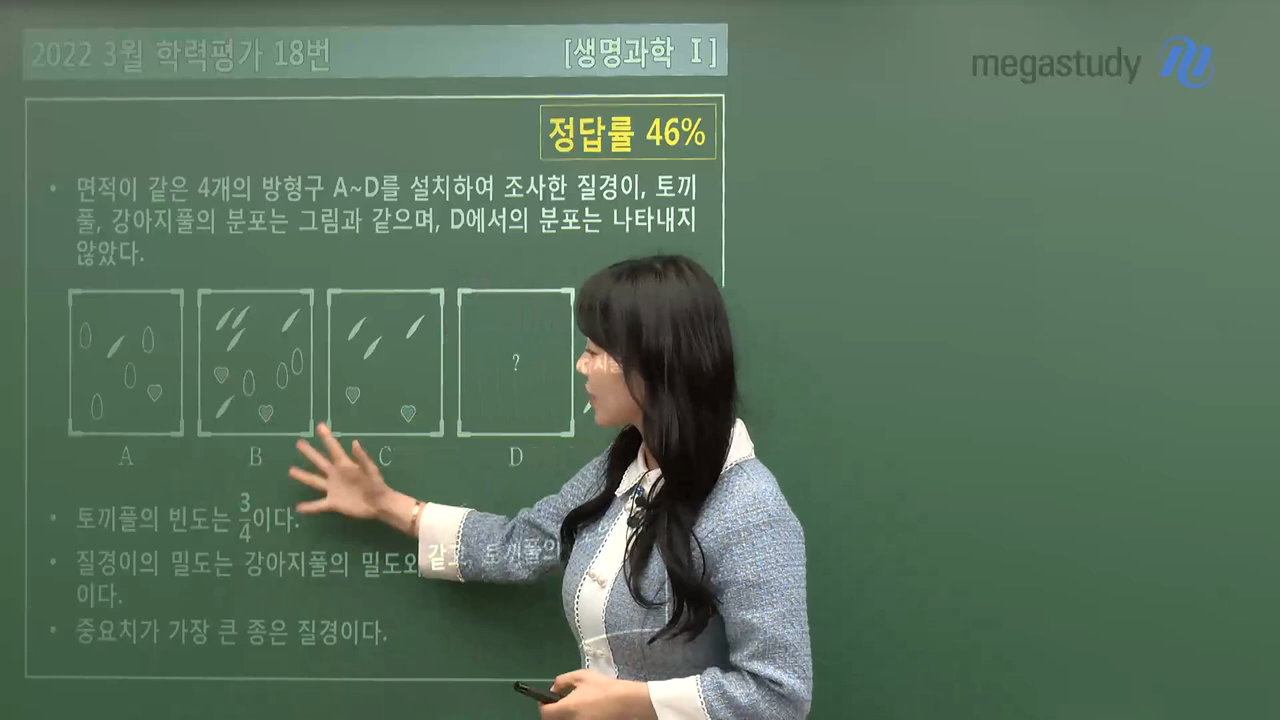 2022 3월 학력평가 18번
[생명과학 Ⅰ]
megastudy
정답률 46%
• 면적이 같은 4개의 방형구 A~D를 설치하여 조사한 질경이, 토끼
풀, 강아지풀의 분포는 그림과 같으며, D에서의 분포는 나타내지
않았다.
?
A B C D
• 토끼풀의 빈도는 3/4이다.
• 질경이의 밀도는 강아지풀의 밀도와 같고, 토끼풀의
이다.
• 중요치가 가장 큰 종은 질경이다.